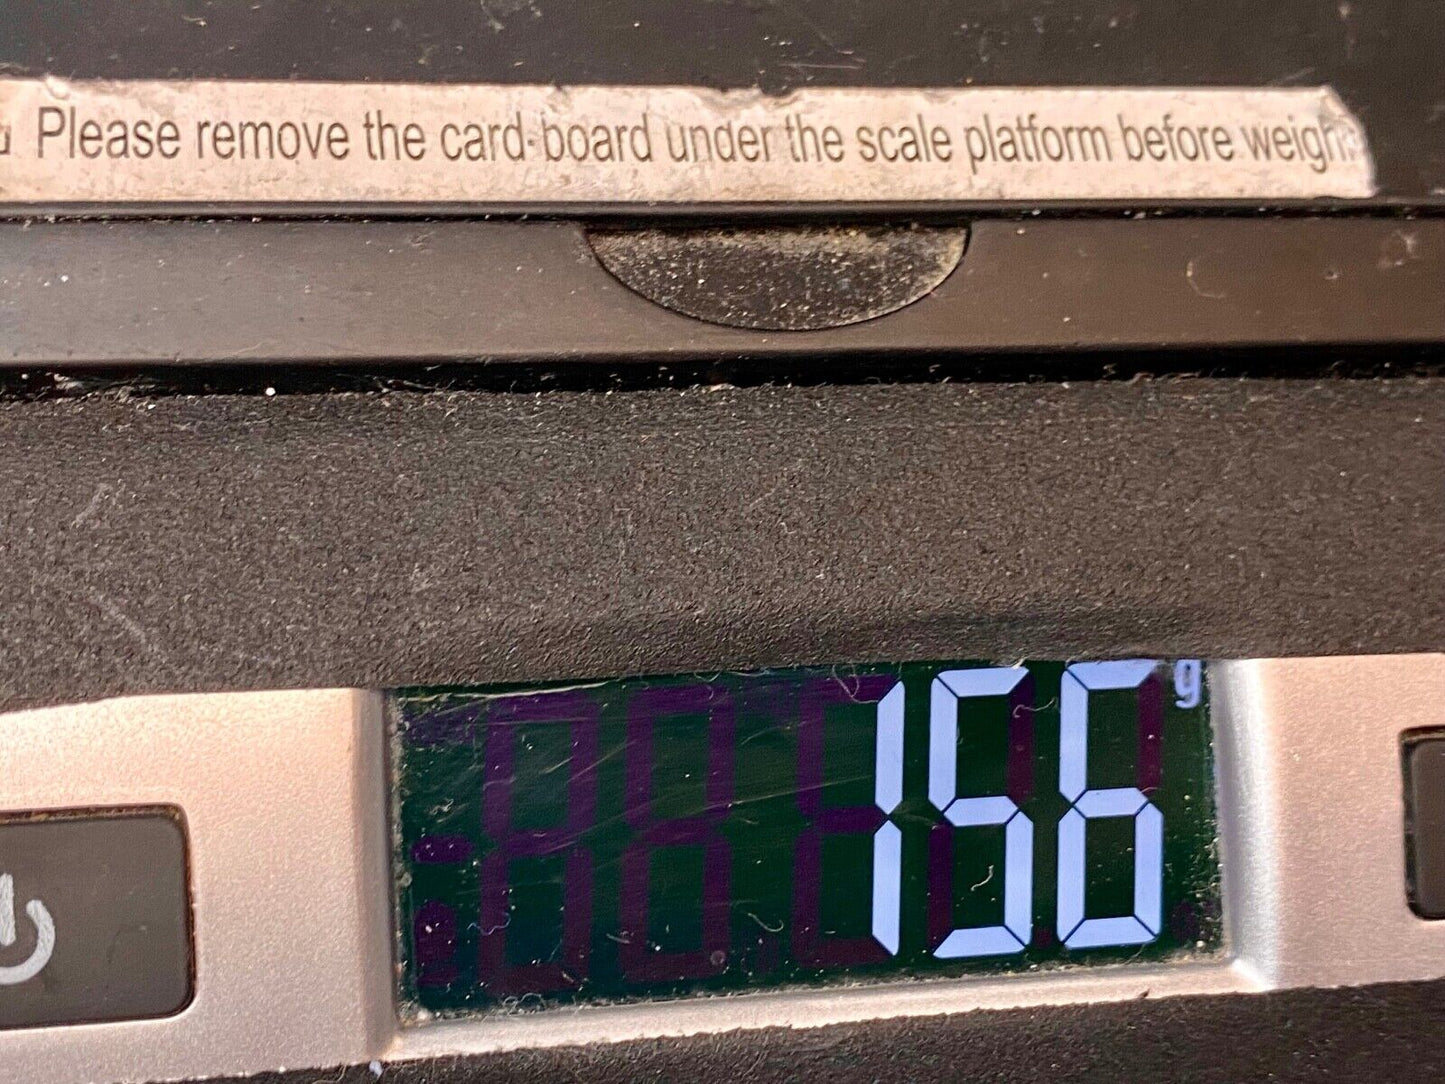 Please remove the card-board under the scale platform before weigh
156 g